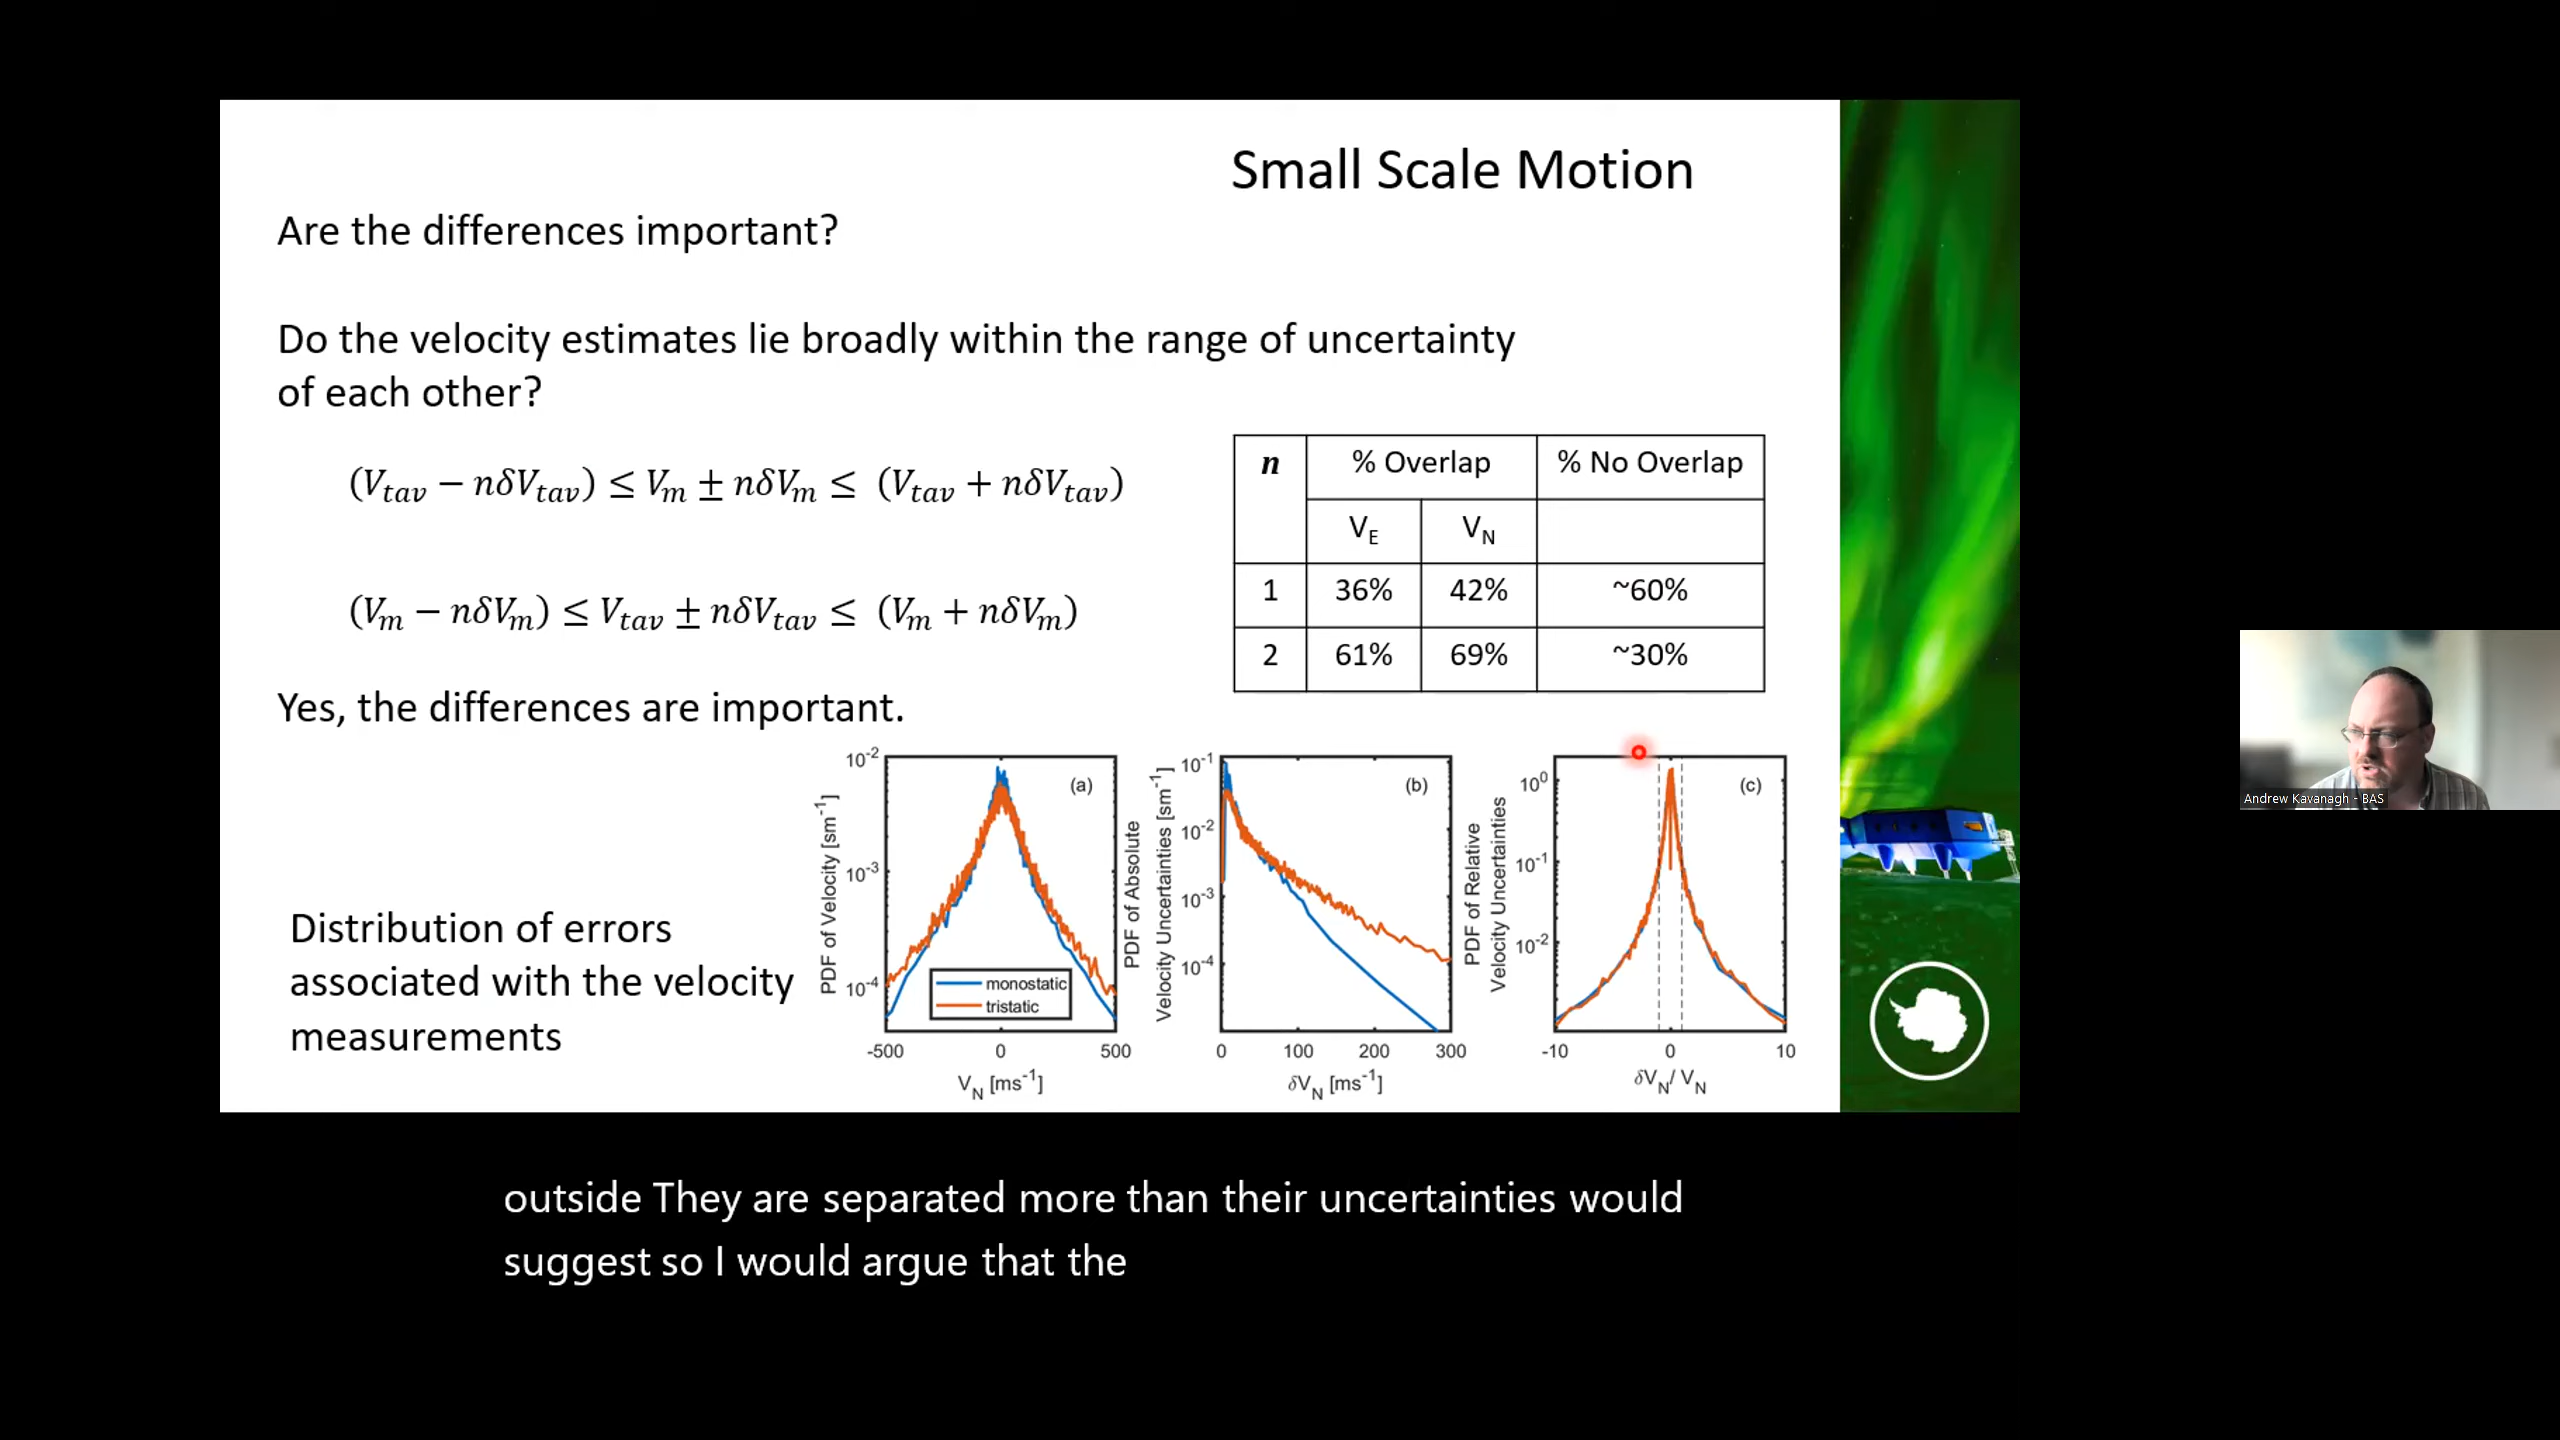 Small Scale Motion
Are the differences important?
Do the velocity estimates lie broadly within the range of uncertainty
of each other?
(V_tav − nδV_tav) ≤ V_m ± nδV_m ≤ (V_tav + nδV_tav)
(V_m − nδV_m) ≤ V_tav ± nδV_tav ≤ (V_m + nδV_m)
n % Overlap % No Overlap
V_E V_N
1 36% 42% ~60%
2 61% 69% ~30%
Yes, the differences are important.
Distribution of errors
associated with the velocity
measurements
PDF of Velocity [sm^-1]
10^-2
10^-3
10^-4
(a)
monostatic
tristatic
-500 0 500
V_N [ms^-1]
PDF of Absolute
Velocity Uncertainties [sm^-1]
10^-1
10^-2
10^-3
10^-4
(b)
0 100 200 300
δV_N [ms^-1]
PDF of Relative
Velocity Uncertainties
10^0
10^-1
10^-2
(c)
-10 0 10
δV_N/ V_N
Andrew Kavanagh - BAS
outside They are separated more than their uncertainties would
suggest so I would argue that the